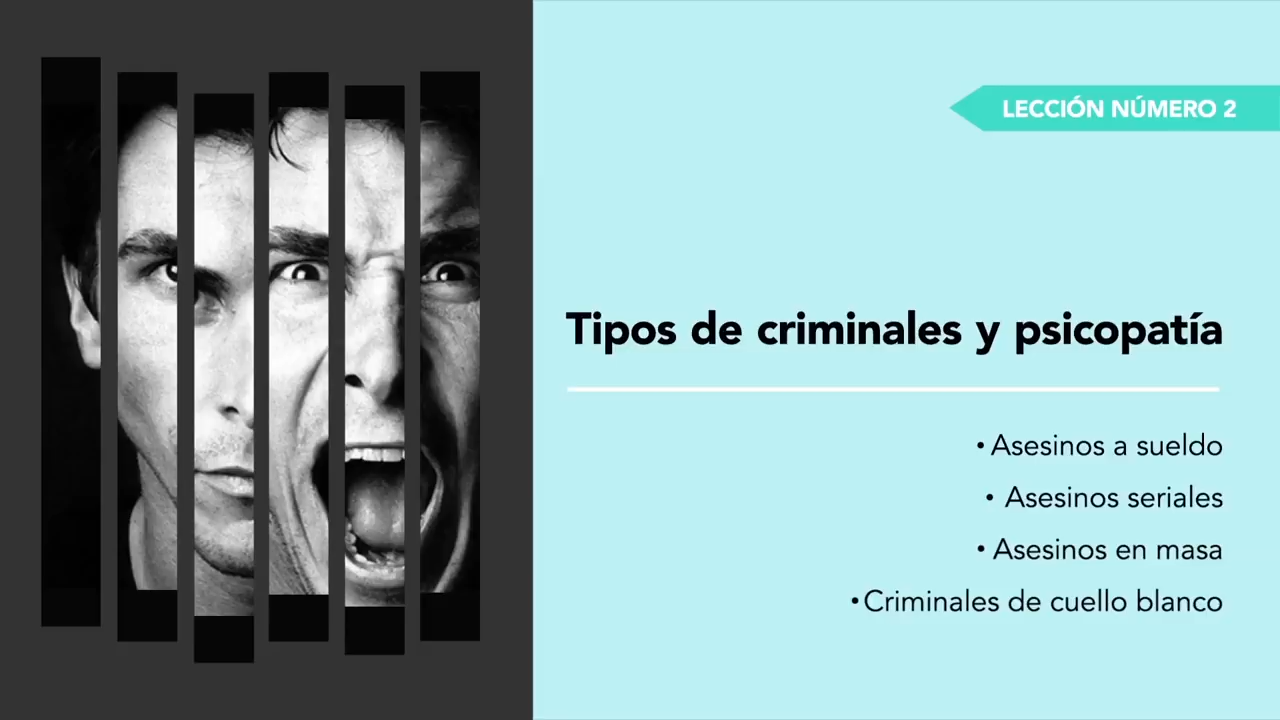 LECCIÓN NÚMERO 2
Tipos de criminales y psicopatía
• Asesinos a sueldo
• Asesinos seriales
• Asesinos en masa
• Criminales de cuello blanco